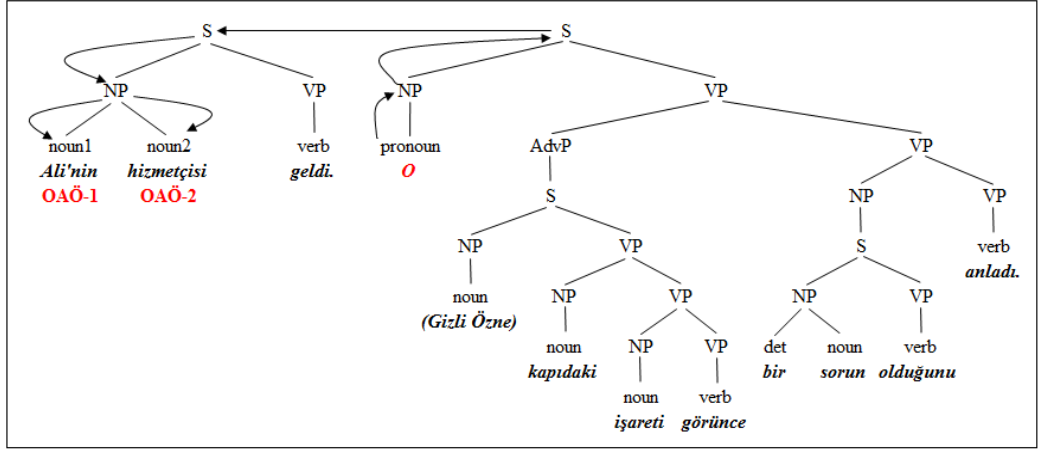 S S
NP VP NP VP
noun1 noun2 verb pronoun AdvP VP
Ali'nin hizmetçisi geldi. O
OAÖ-1 OAÖ-2
S NP VP
NP VP S verb
anladı.
noun NP VP NP VP
(Gizli Özne)
noun NP VP det noun verb
kapıdaki bir sorun olduğunu
noun verb
işareti görünce